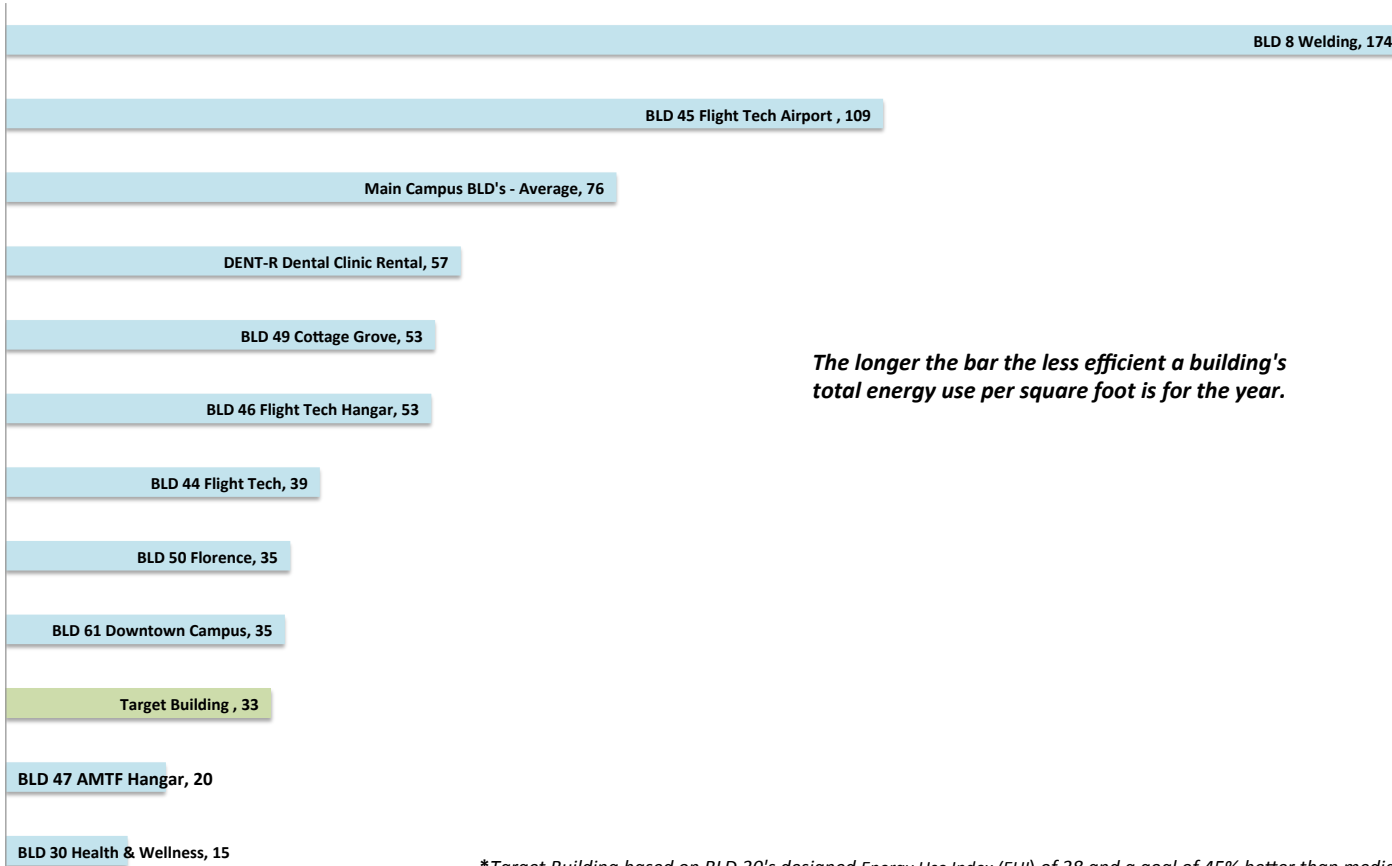 BLD 8 Welding, 174
BLD 45 Flight Tech Airport , 109
Main Campus BLD's - Average, 76
DENT-R Dental Clinic Rental, 57
BLD 49 Cottage Grove, 53
The longer the bar the less efficient a building's
total energy use per square foot is for the year.
BLD 46 Flight Tech Hangar, 53
BLD 44 Flight Tech, 39
BLD 50 Florence, 35
BLD 61 Downtown Campus, 35
Target Building , 33
BLD 47 AMTF Hangar, 20
BLD 30 Health & Wellness, 15
*Target Building based on BLD 30's designed Energy Use Index (EUI) of 38 and a goal of 45% better than